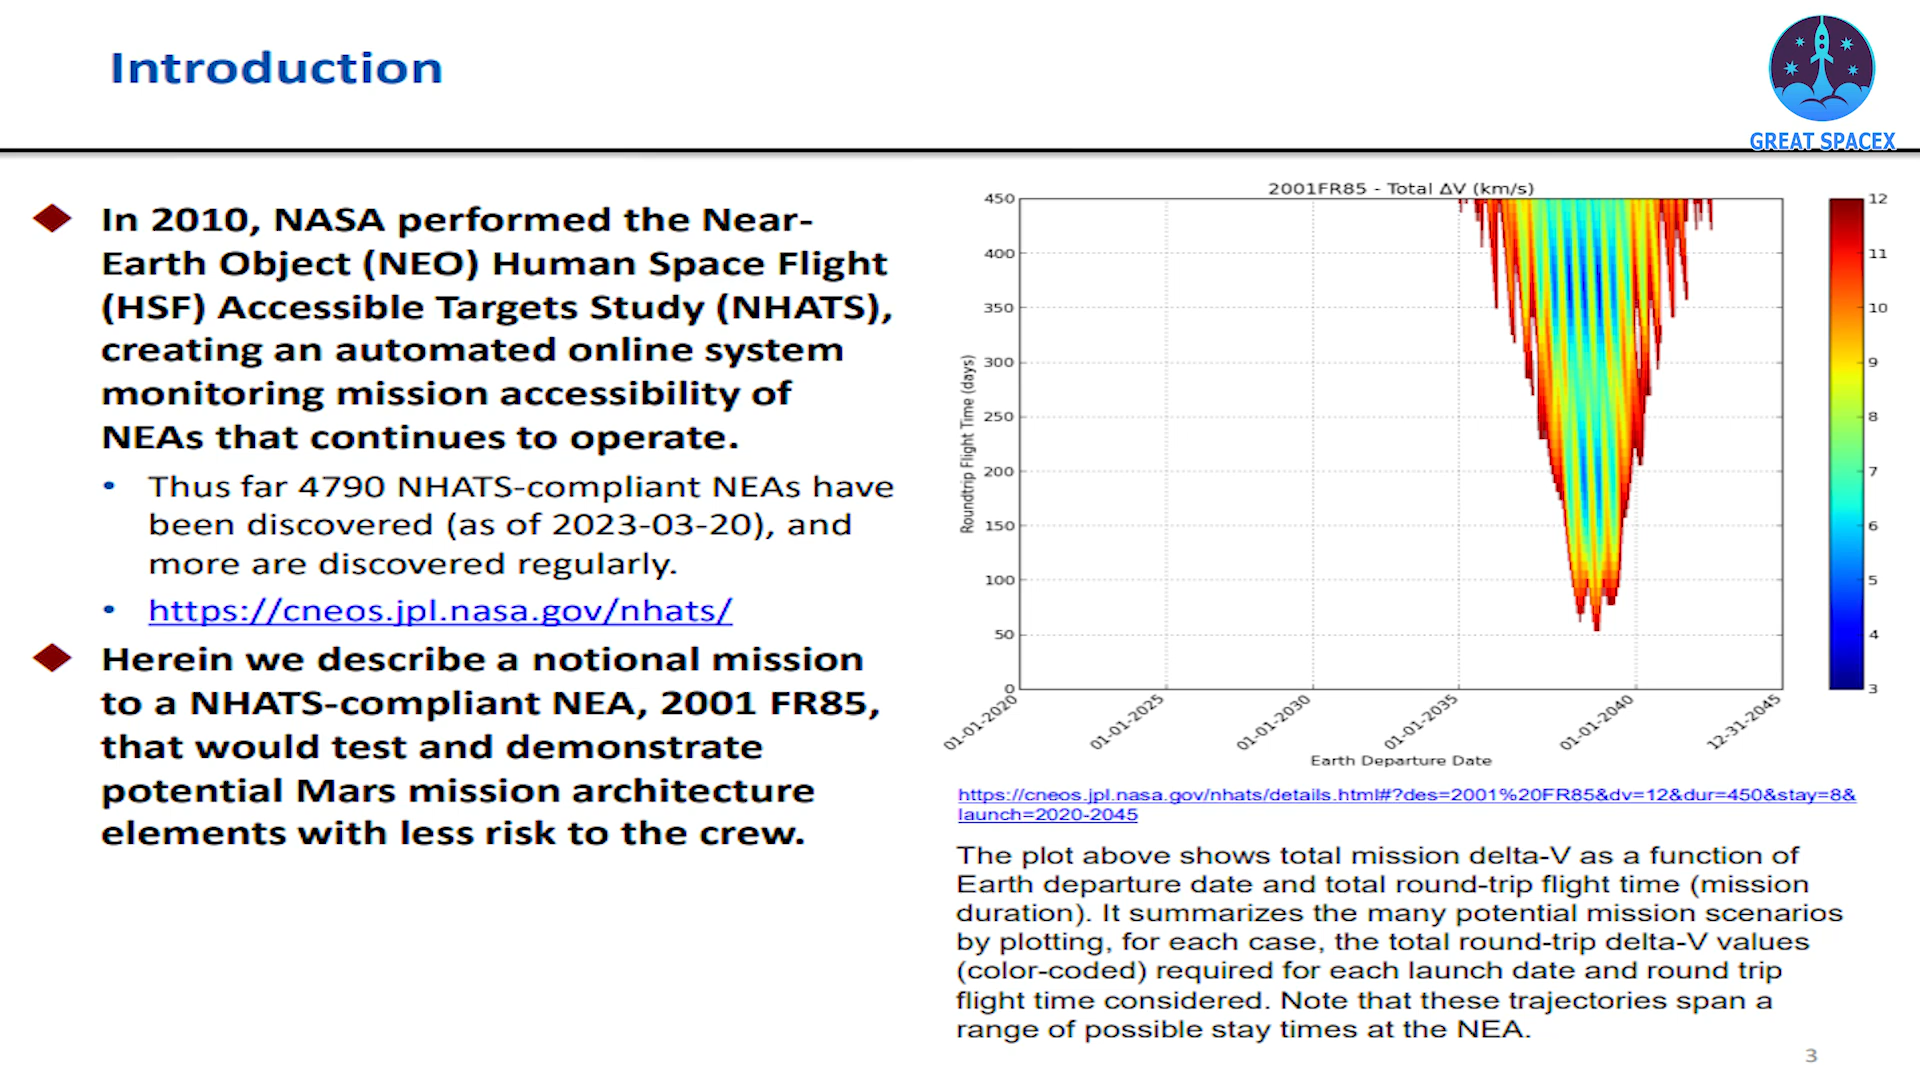 Introduction
GREAT SPACEX
In 2010, NASA performed the Near-
Earth Object (NEO) Human Space Flight
(HSF) Accessible Targets Study (NHATS),
creating an automated online system
monitoring mission accessibility of
NEAs that continues to operate.
• Thus far 4790 NHATS-compliant NEAs have
been discovered (as of 2023-03-20), and
more are discovered regularly.
• https://cneos.jpl.nasa.gov/nhats/
Herein we describe a notional mission
to a NHATS-compliant NEA, 2001 FR85,
that would test and demonstrate
potential Mars mission architecture
elements with less risk to the crew.
2001FR85 - Total ΔV (km/s)
450
400
350
300
250
200
150
100
50
0
Roundtrip Flight Time (days)
01-01-2020
01-01-2025
01-01-2030
01-01-2035
01-01-2040
12-31-2045
Earth Departure Date
12
11
10
9
8
7
6
5
4
3
https://cneos.jpl.nasa.gov/nhats/details.html#?des=2001%20FR85&dv=12&dur=450&stay=8&
launch=2020-2045
The plot above shows total mission delta-V as a function of
Earth departure date and total round-trip flight time (mission
duration). It summarizes the many potential mission scenarios
by plotting, for each case, the total round-trip delta-V values
(color-coded) required for each launch date and round trip
flight time considered. Note that these trajectories span a
range of possible stay times at the NEA.
3